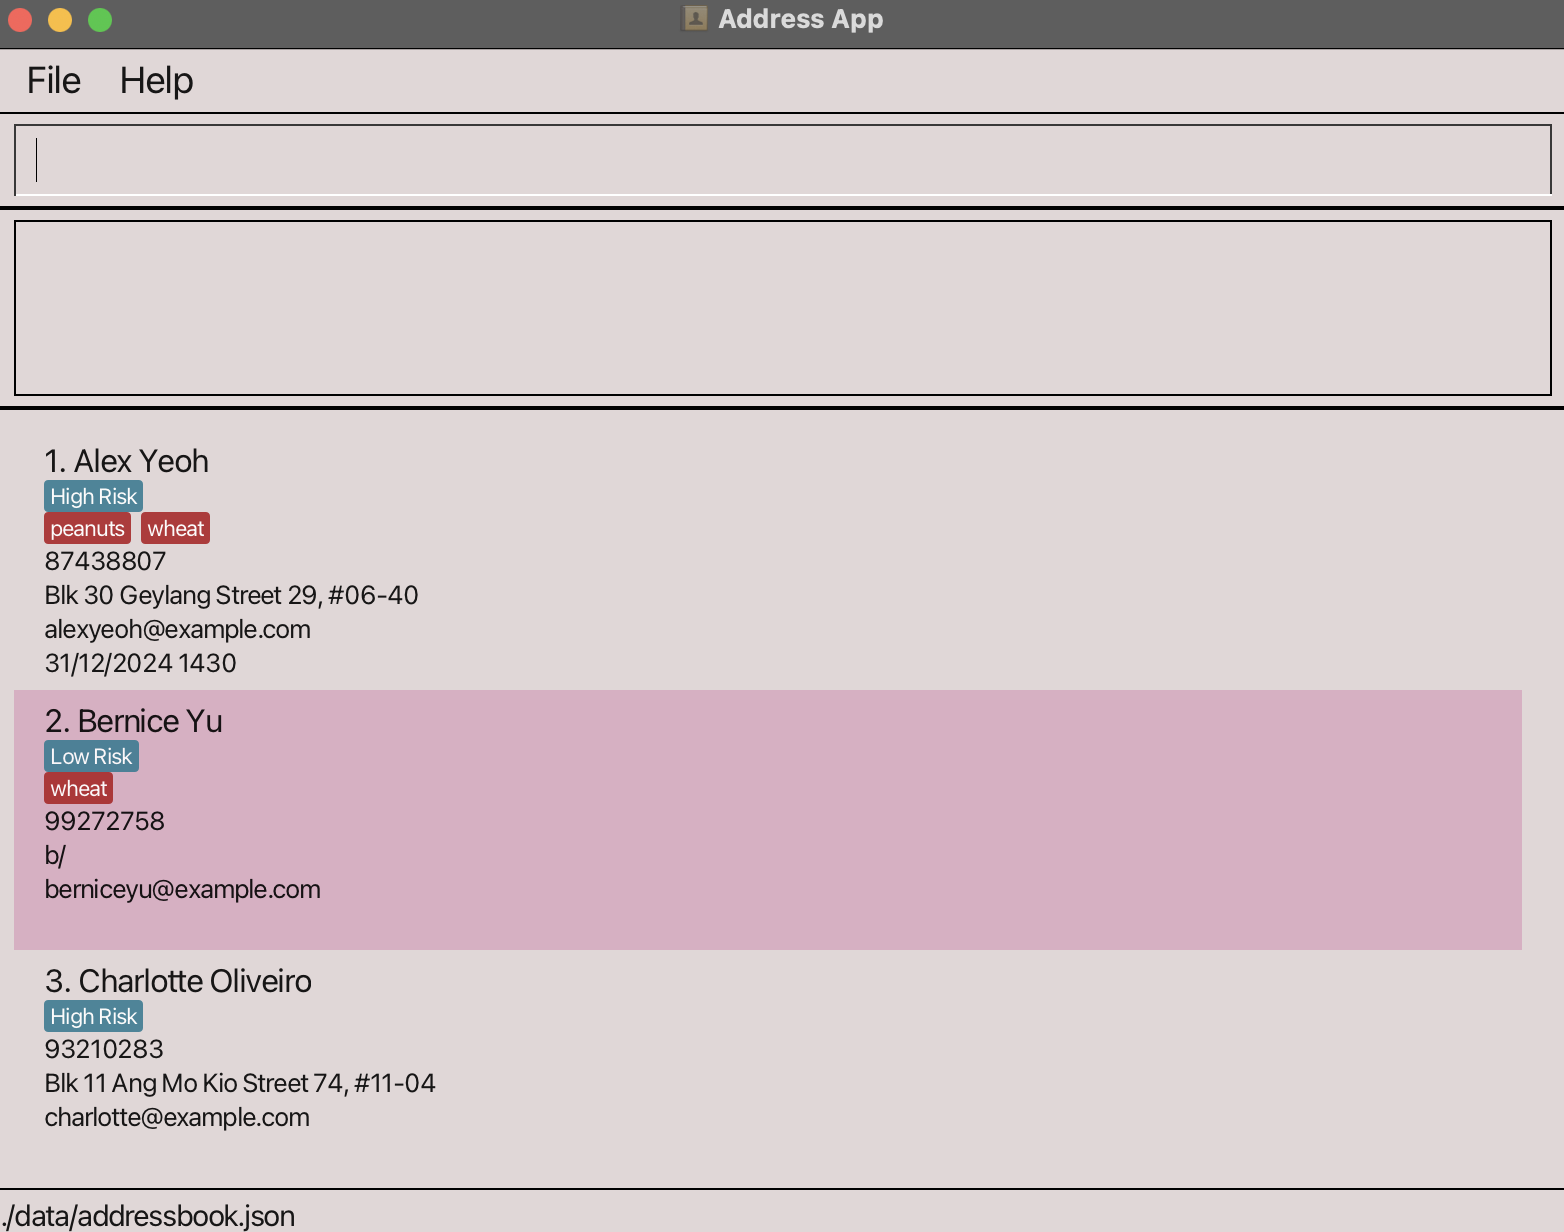 Address App
File Help
1. Alex Yeoh
High Risk
peanuts wheat
87438807
Blk 30 Geylang Street 29, #06-40
alexyeoh@example.com
31/12/2024 1430
2. Bernice Yu
Low Risk
wheat
99272758
b/
berniceyu@example.com
3. Charlotte Oliveiro
High Risk
93210283
Blk 11 Ang Mo Kio Street 74, #11-04
charlotte@example.com
./data/addressbook.json